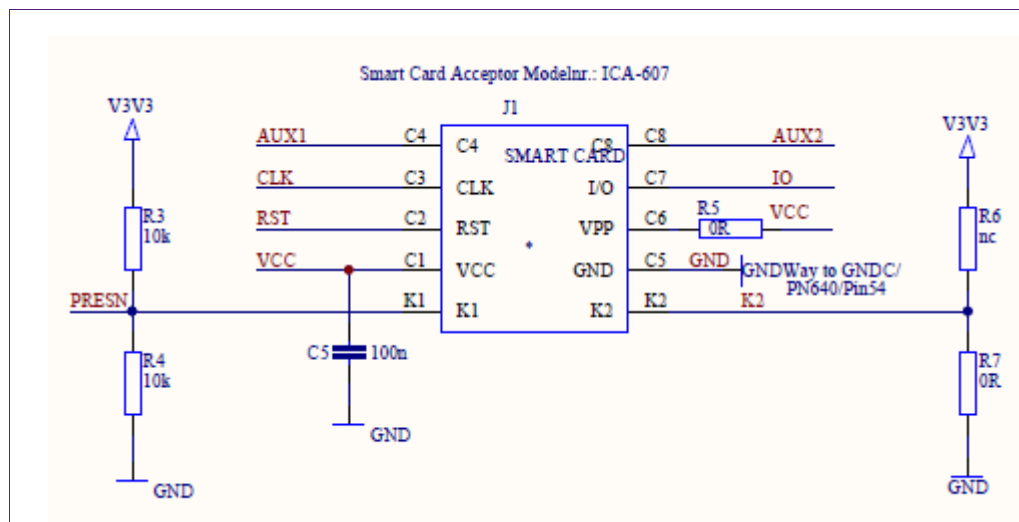 Smart Card Acceptor Modelnr.: ICA-607
J1
V3V3
V3V3
AUX1 C4 C4 C8 C8 AUX2
SMART CARD
CLK C3 CLK I/O C7 IO
RST C2 RST VPP C6 R5 0R VCC
VCC C1 VCC GND C5 GND
GNDWay to GNDC/
PN640/Pin54
PRESN K1 K1 K2 K2 K2
*
R3
10k
R6
nc
R4
10k
C5 100n
R7
0R
GND
GND
GND